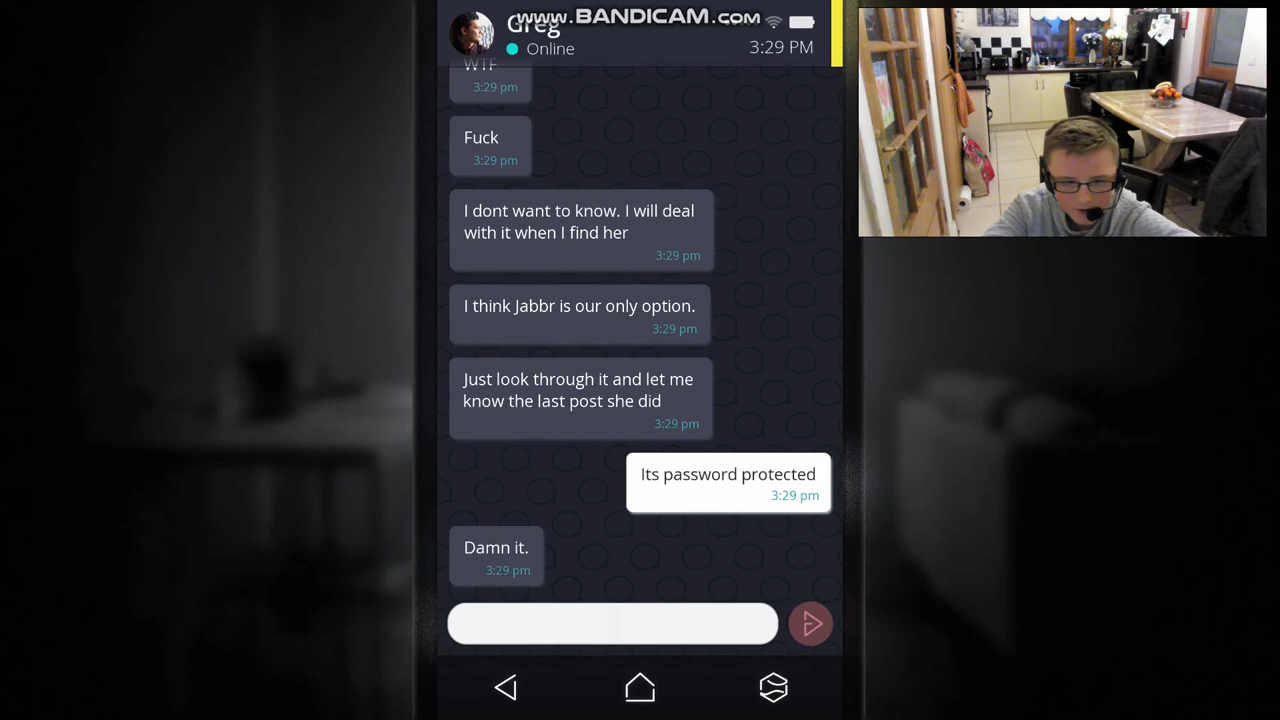 www.BANDICAM.com
Greg
Online
3:29 PM
WTF
3:29 pm
Fuck
3:29 pm
I dont want to know. I will deal
with it when I find her
3:29 pm
I think Jabbr is our only option.
3:29 pm
Just look through it and let me
know the last post she did
3:29 pm
Its password protected
3:29 pm
Damn it.
3:29 pm